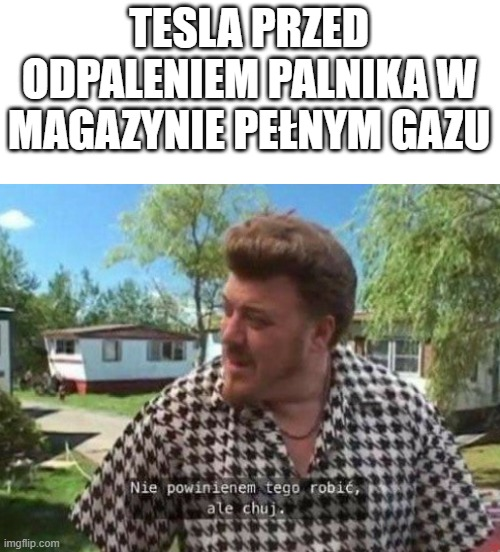 TESLA PRZED
ODPALENIEM PALNIKA W
MAGAZYNIE PEŁNYM GAZU
Nie powinienem tego robić,
ale chuj.
imgflip.com